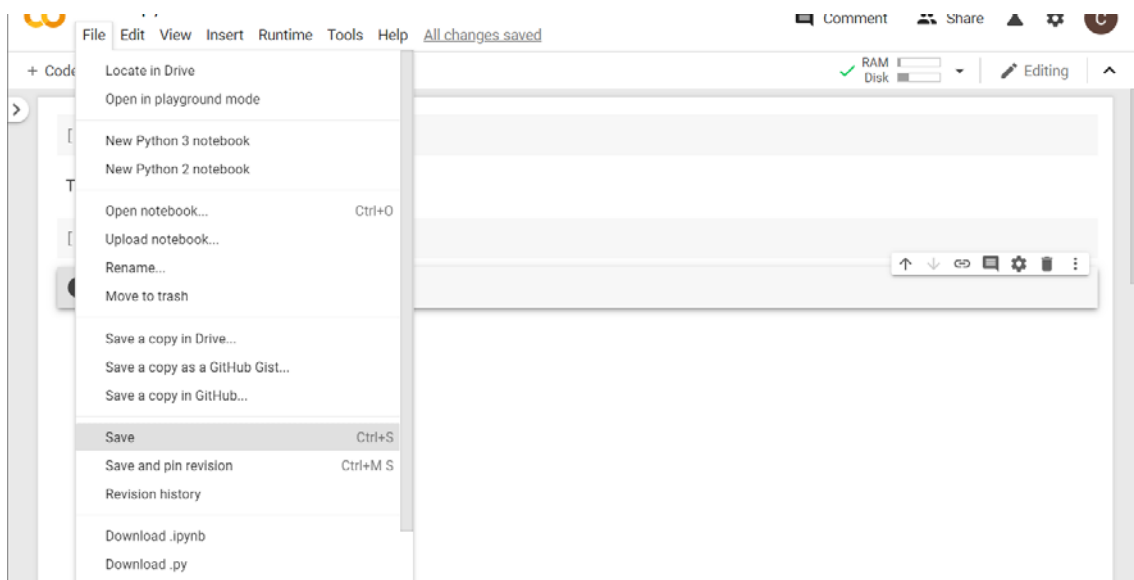 Comment Share C
File Edit View Insert Runtime Tools Help All changes saved
+ Code
RAM
Disk
Editing
Locate in Drive
Open in playground mode
[
New Python 3 notebook
New Python 2 notebook
T
Open notebook... Ctrl+O
[
Upload notebook...
Rename...
Move to trash
Save a copy in Drive...
Save a copy as a GitHub Gist...
Save a copy in GitHub...
Save Ctrl+S
Save and pin revision Ctrl+M S
Revision history
Download .ipynb
Download .py